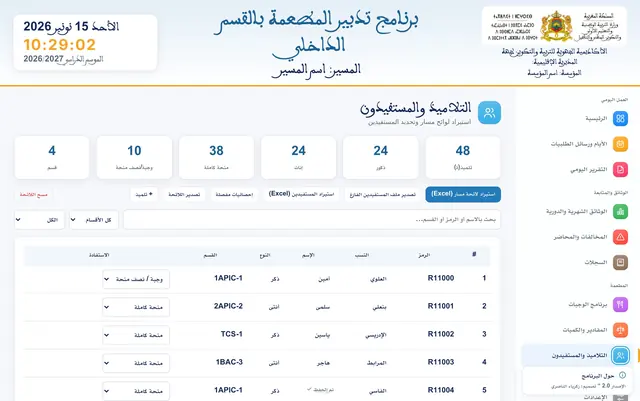 المملكة المغربية
الأكاديمية الجهوية للتربية والتكوين لجهة
المديرية الإقليمية:
المؤسسة: اسم المؤسسة
برنامج تدبير المطعمة بالقسم
الداخلي
المسير: اسم المسير
الأحد 15 نونبر 2026
10:29:02
الموسم الدراسي 2026/2027
العمل اليومي
الرئيسية
الأيام ورسائل الطلبيات
التقرير اليومي
الوثائق والمتابعة
الوثائق الشهرية والدورية
المخالفات والمحاضر
السجلات
المطعمة
برنامج الوجبات
المقادير والكميات
التلاميذ والمستفيدون
حول البرنامج
الإصدار 2.0 * تصميم: زكرياء الناصري
الإعدادات
التلاميذ والمستفيدون
استيراد لوائح مسار وتحديد المستفيدين
48
تلميذ(ة)
24
ذكور
24
إناث
38
منحة كاملة
10
وجبة/نصف منحة
4
قسم
استيراد لائحة مسار (Excel)
تصدير ملف المستفيدين الفارغ
استيراد المستفيدين (Excel)
إحصائيات مفصلة
تصدير اللائحة
+ تلميذ
مسح اللائحة
بحث بالاسم أو الرمز أو القسم...
كل الأقسام
الكل
# الرمز النسب الإسم النوع القسم الاستفادة
1 R11000 العلوي أمين ذكر 1APIC-1 وجبة / نصف منحة
2 R11001 بنعلي سلمى أنثى 2APIC-2 منحة كاملة
3 R11002 الإدريسي ياسين ذكر TCS-1 منحة كاملة
4 R11003 المرابط هاجر أنثى 1BAC-3 منحة كاملة
5 R11004 الفاسي تم الحفظ ✓ ذكر 1APIC-1 منحة كاملة